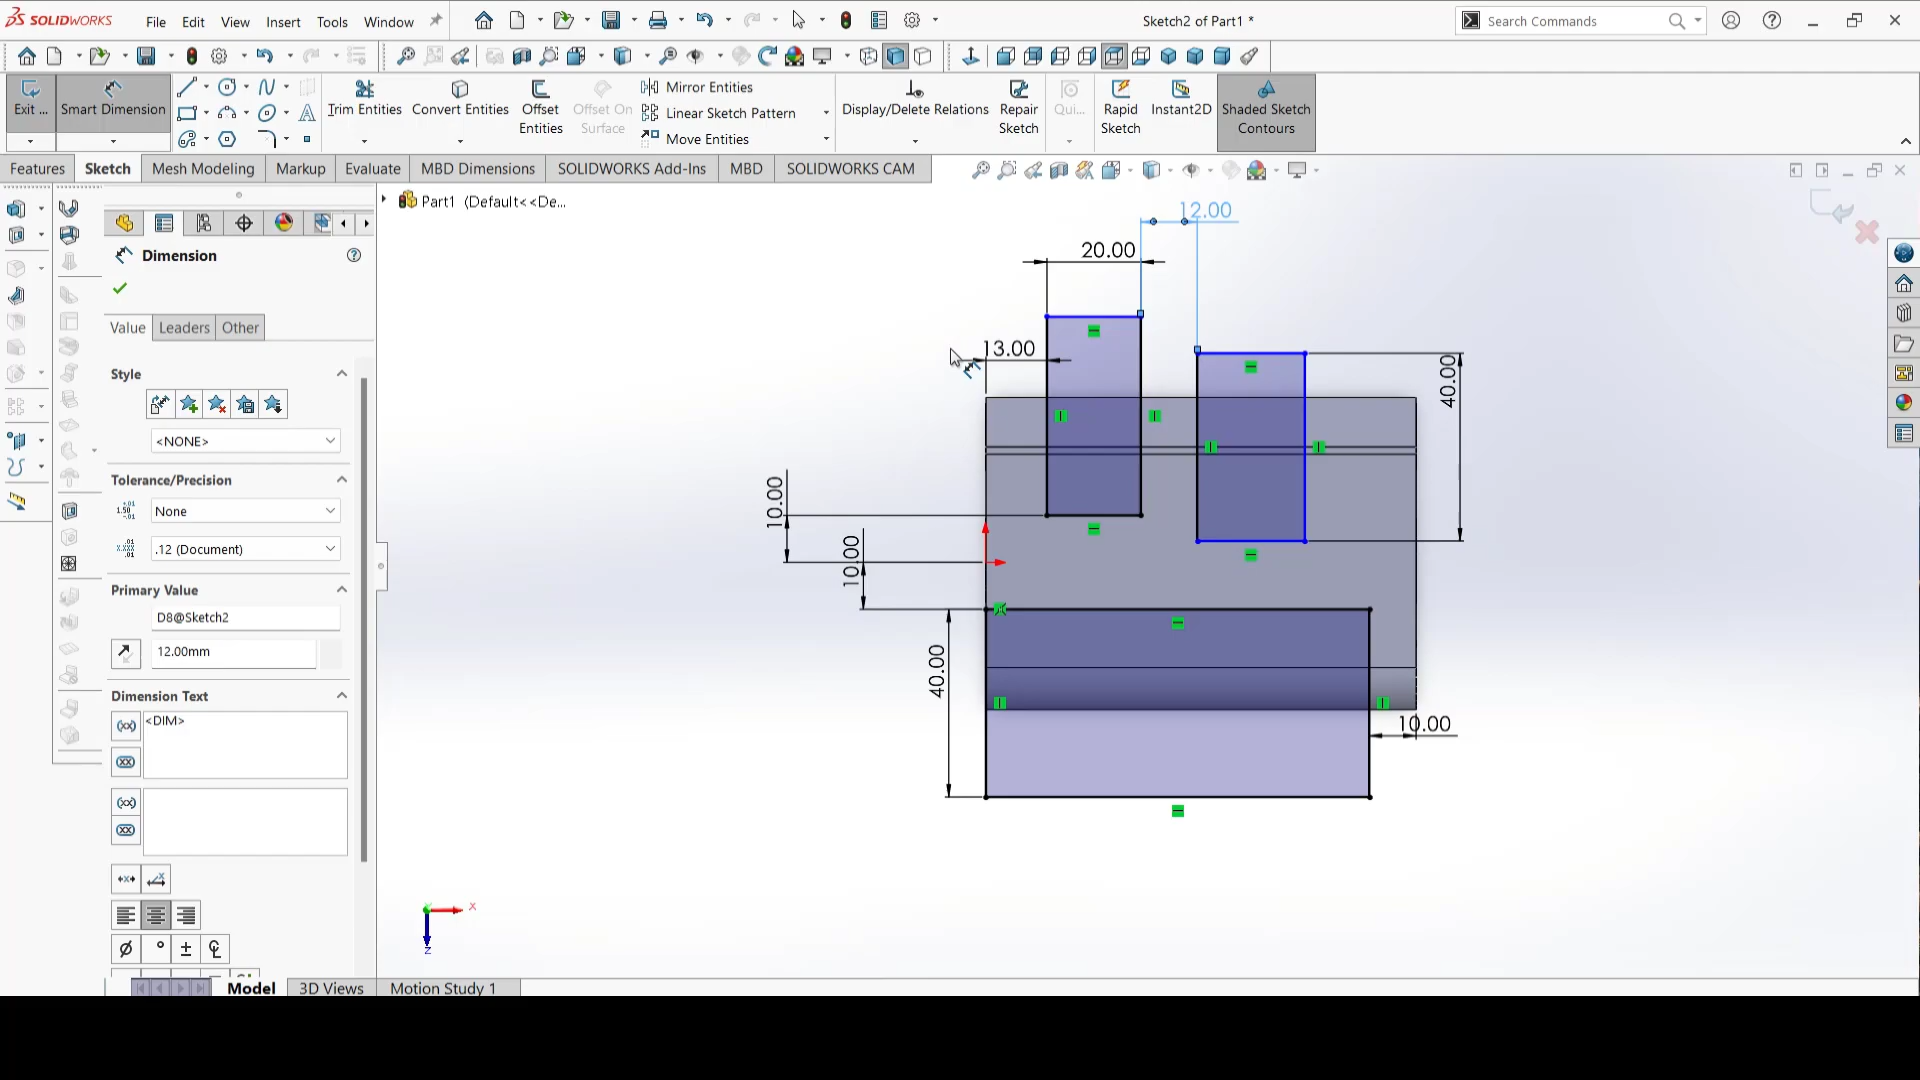 SOLIDWORKS
File Edit View Insert Tools Window
Sketch2 of Part1 *
Search Commands
Exit ...
Smart Dimension
Trim Entities
Convert Entities
Offset
Entities
Offset On
Surface
Mirror Entities
Linear Sketch Pattern
Move Entities
Display/Delete Relations
Repair
Sketch
Qui...
Rapid
Sketch
Instant2D
Shaded Sketch
Contours
Features Sketch Mesh Modeling Markup Evaluate MBD Dimensions SOLIDWORKS Add-Ins MBD SOLIDWORKS CAM
Part1 (Default<<De...
Dimension
Value Leaders Other
Style
<NONE>
Tolerance/Precision
None
.12 (Document)
Primary Value
D8@Sketch2
12.00mm
Dimension Text
<DIM>
12.00
20.00
13.00
40.00
10.00
10.00
40.00
10.00
X
Z
Model 3D Views Motion Study 1